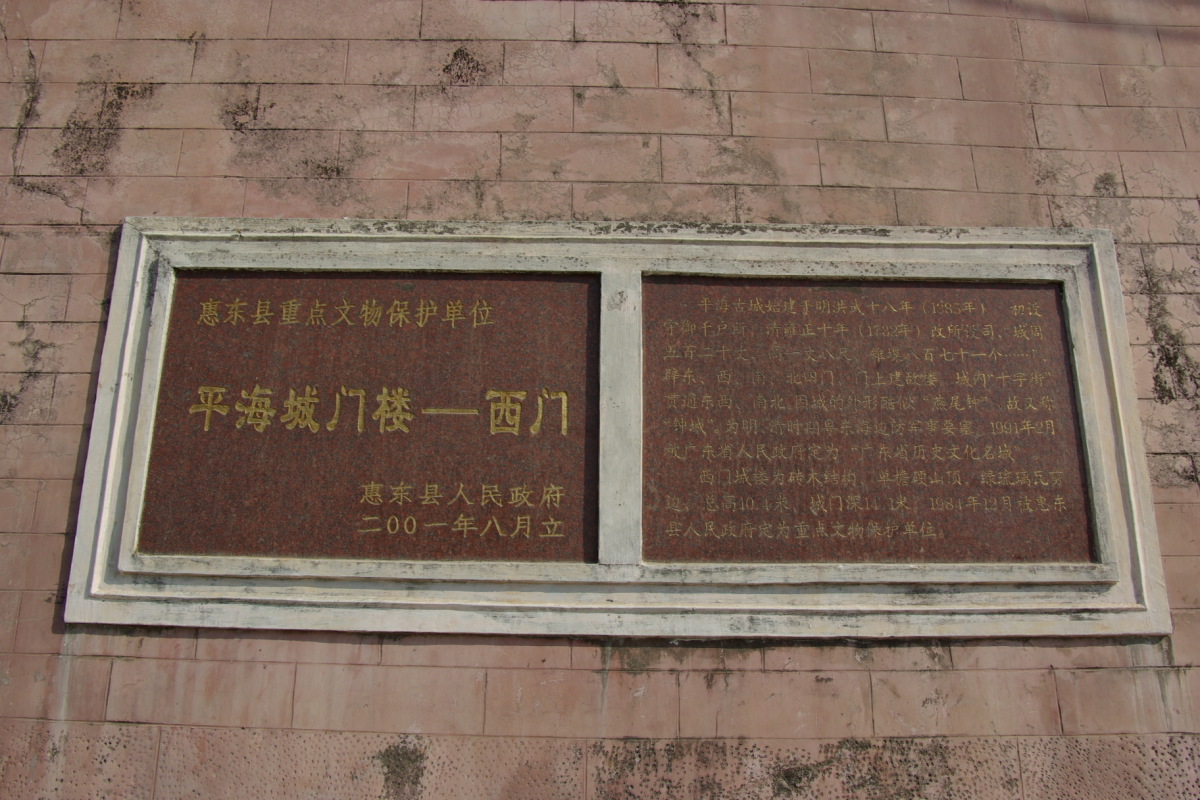 惠东县重点文物保护单位
平海城门楼—西门
惠东县人民政府
二00一年八月立
平海古城始建于明洪武十八年（1385年） 初设
守御千户所，清雍正十年（1732年）改所设司，城周
五百二十丈，高一丈八尺，雉堞八百七十一个……，
辟东、西、南、北四门，门上建敌楼，城内“十字街”
贯通东西、南北。因城的外形酷似“燕尾钟”，故又称
“钟城”。为明、清时期粤东海边防军事要塞。1991年2月
被广东省人民政府定为“广东省历史文化名城”
西门城楼为砖木结构，单檐硬山顶，绿琉璃瓦剪
边，总高10.4米，城门深14.1米，1984年12月被惠东
县人民政府定为重点文物保护单位。